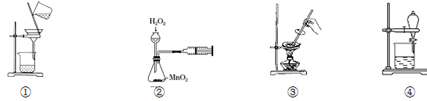 H₂O₂
MnO₂
① ② ③ ④